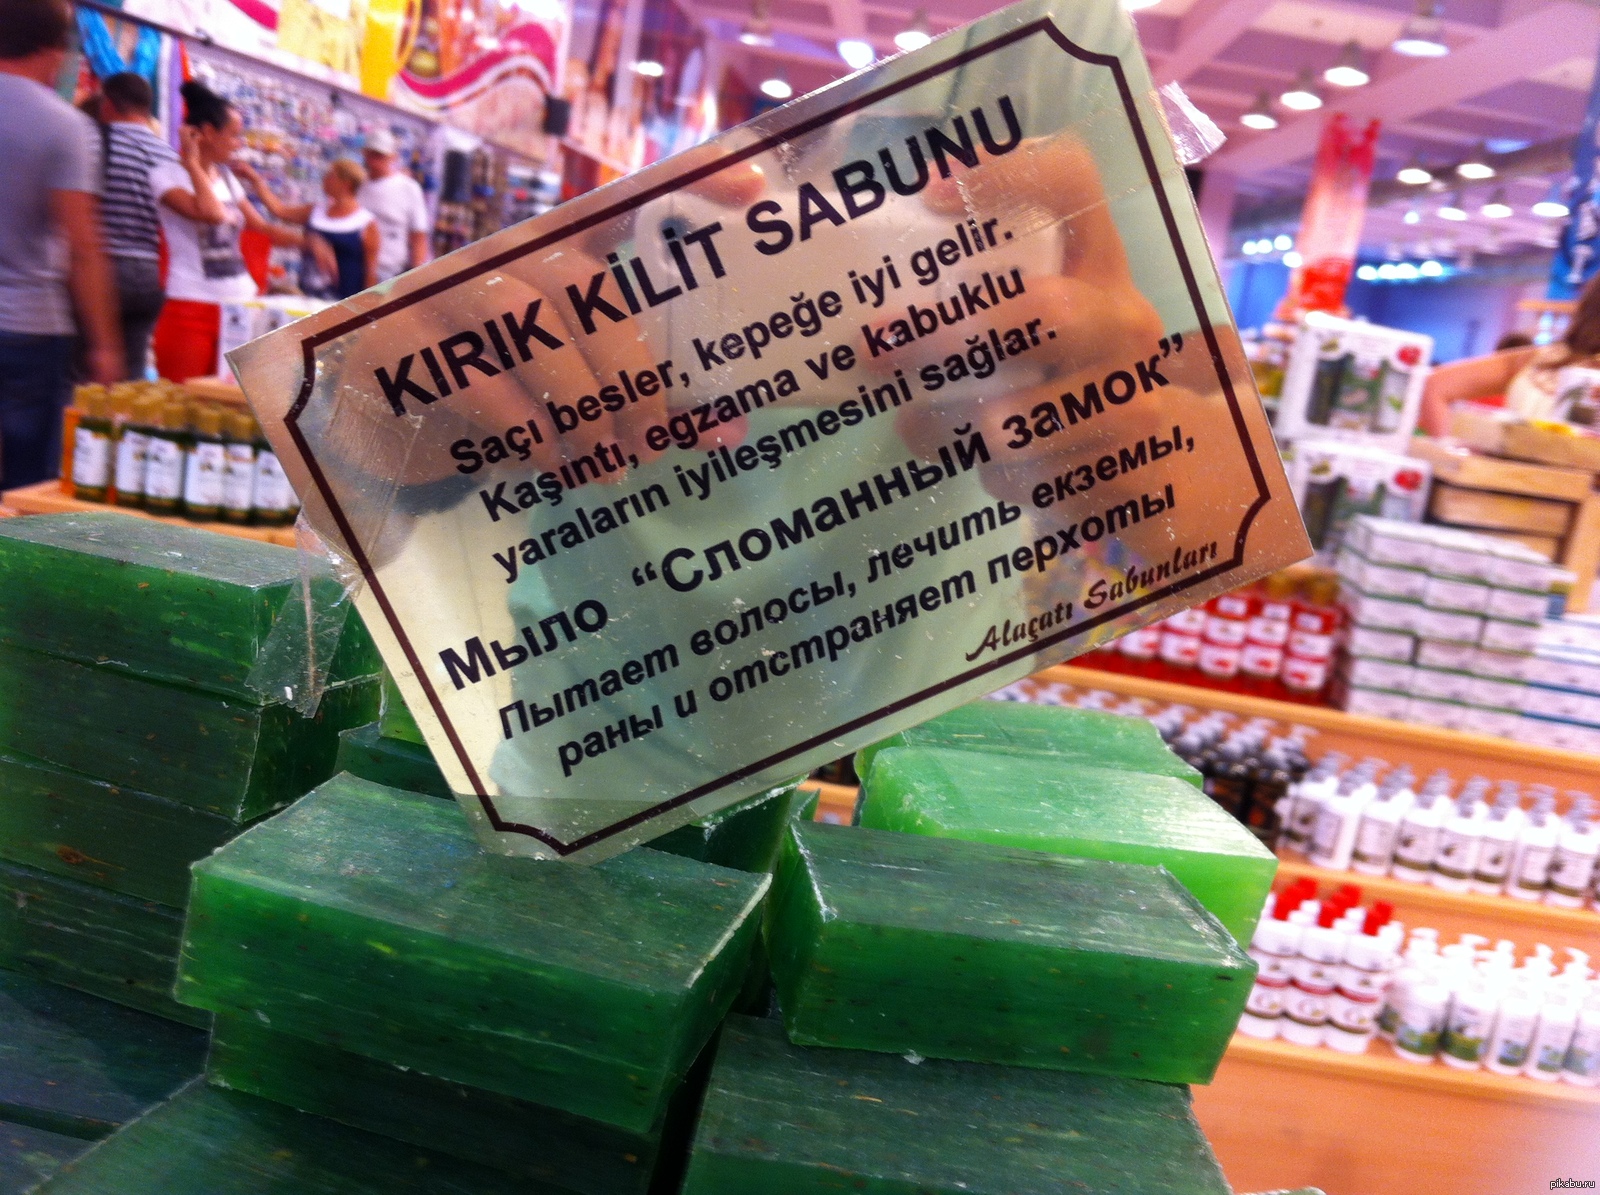 KIRIK KİLİT SABUNU
Saçı besler, kepeğe iyi gelir.
Kaşıntı, egzama ve kabuklu
yaraların iyileşmesini sağlar.
Мыло “Сломанный замок”
Пытает волосы, лечить екземы,
раны и отстраняет перхоты
Alaçatı Sabunları
pikabu.ru